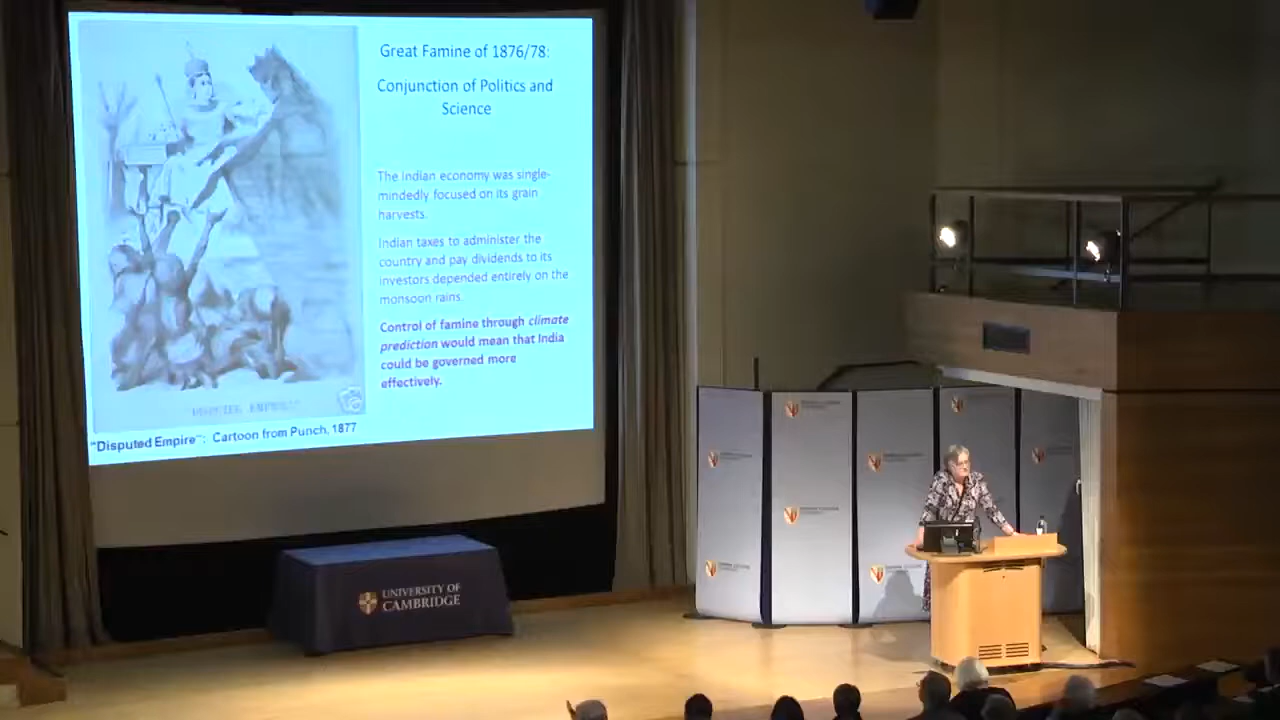 Great Famine of 1876/78:
Conjunction of Politics and
Science
The Indian economy was single-
mindedly focused on its grain
harvests.
Indian taxes to administer the
country and pay dividends to its
investors depended entirely on the
monsoon rains.
Control of famine through climate
prediction would mean that India
could be governed more
effectively.
"Disputed Empire": Cartoon from Punch, 1877
UNIVERSITY OF
CAMBRIDGE